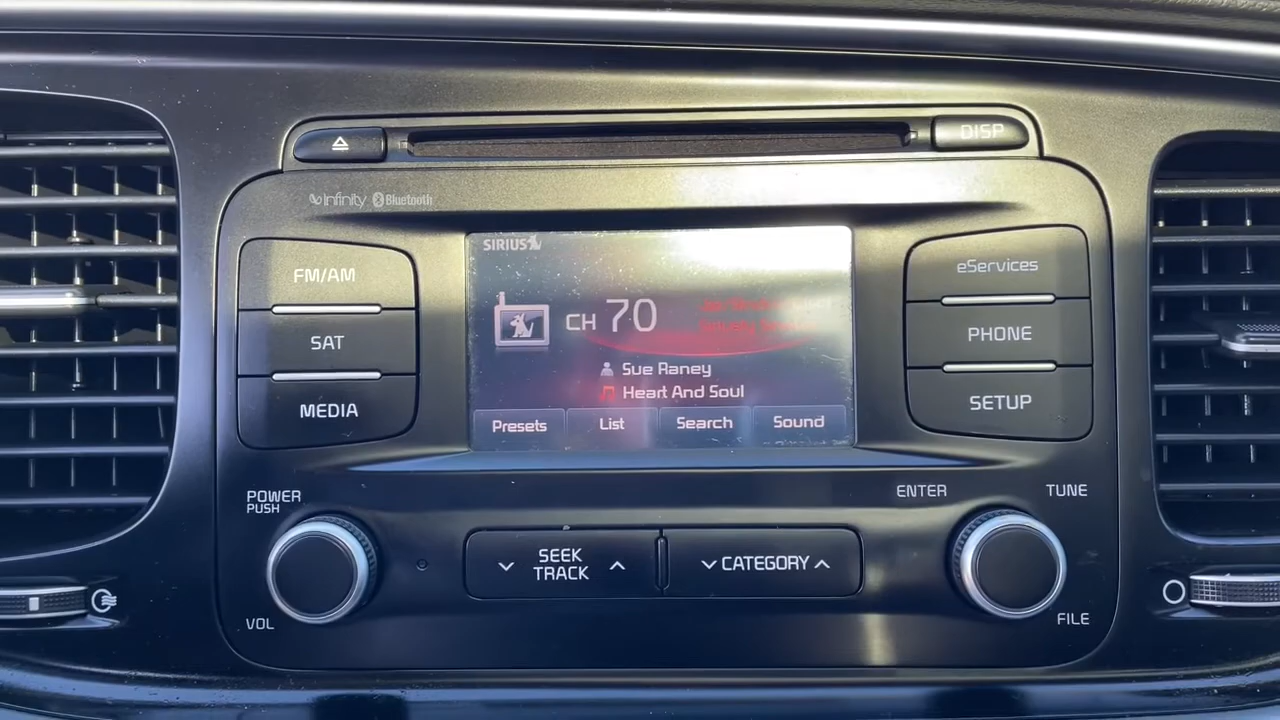 DISP
Infinity Bluetooth
FM/AM
SAT
MEDIA
SIRIUS
CH 70
Sue Raney
Heart And Soul
Presets List Search Sound
eServices
PHONE
SETUP
POWER
PUSH
VOL
SEEK
TRACK
CATEGORY
ENTER
TUNE
FILE